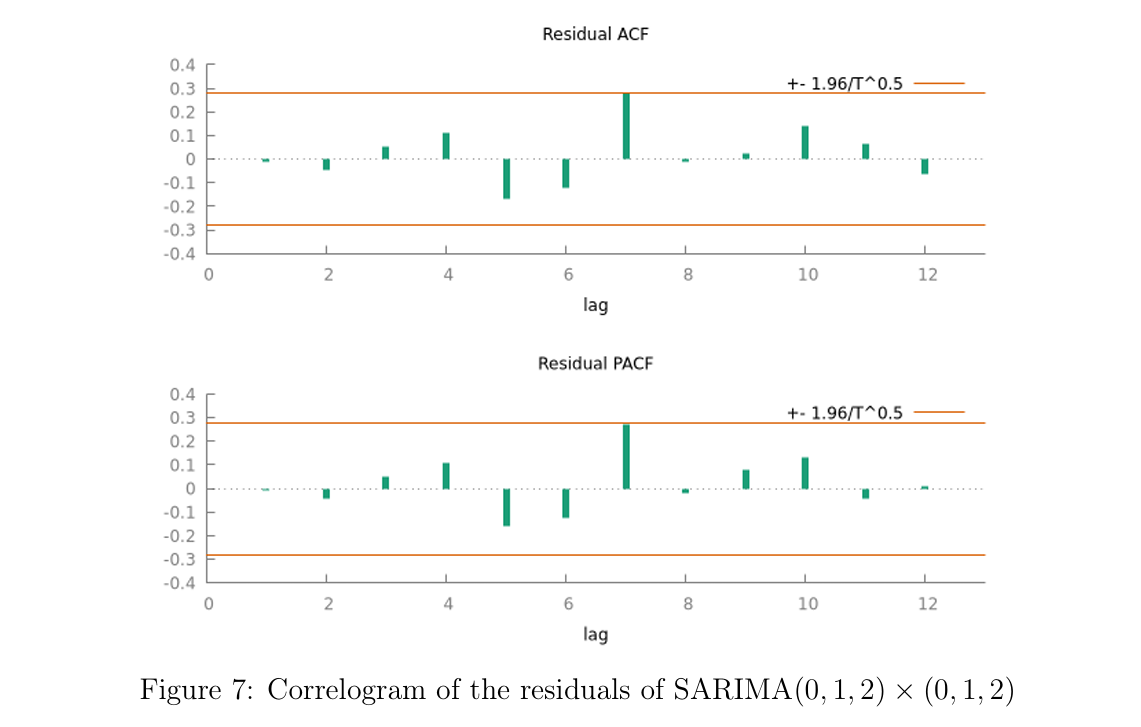 Residual ACF
+- 1.96/T^0.5
0.4
0.3
0.2
0.1
0
-0.1
-0.2
-0.3
-0.4
0 2 4 6 8 10 12
lag
Residual PACF
+- 1.96/T^0.5
0.4
0.3
0.2
0.1
0
-0.1
-0.2
-0.3
-0.4
0 2 4 6 8 10 12
lag
Figure 7: Correlogram of the residuals of SARIMA(0, 1, 2) × (0, 1, 2)